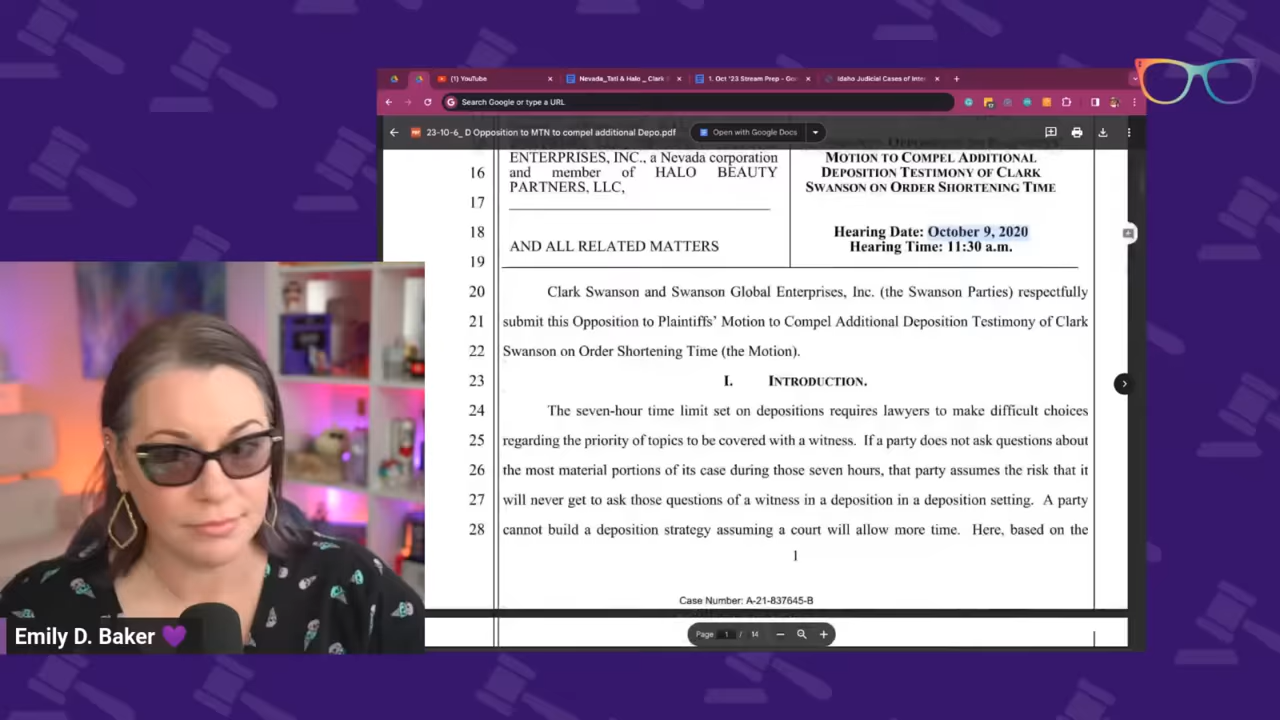 (1) YouTube
Nevada_Tati & Halo _ Clark
1. Oct '23 Stream Prep - Goo
Idaho Judicial Cases of Inter
Search Google or type a URL
23-10-6_ D Opposition to MTN to compel additional Depo.pdf
Open with Google Docs
ENTERPRISES, INC., a Nevada corporation
16 and member of HALO BEAUTY
PARTNERS, LLC,
17
MOTION TO COMPEL ADDITIONAL
DEPOSITION TESTIMONY OF CLARK
SWANSON ON ORDER SHORTENING TIME
18
Hearing Date: October 9, 2020
AND ALL RELATED MATTERS
Hearing Time: 11:30 a.m.
19
20 Clark Swanson and Swanson Global Enterprises, Inc. (the Swanson Parties) respectfully
21 submit this Opposition to Plaintiffs' Motion to Compel Additional Deposition Testimony of Clark
22 Swanson on Order Shortening Time (the Motion).
23 I. INTRODUCTION.
24 The seven-hour time limit set on depositions requires lawyers to make difficult choices
25 regarding the priority of topics to be covered with a witness. If a party does not ask questions about
26 the most material portions of its case during those seven hours, that party assumes the risk that it
27 will never get to ask those questions of a witness in a deposition in a deposition setting. A party
28 cannot build a deposition strategy assuming a court will allow more time. Here, based on the
1
Case Number: A-21-837645-B
Page 1 / 14
Emily D. Baker 💜